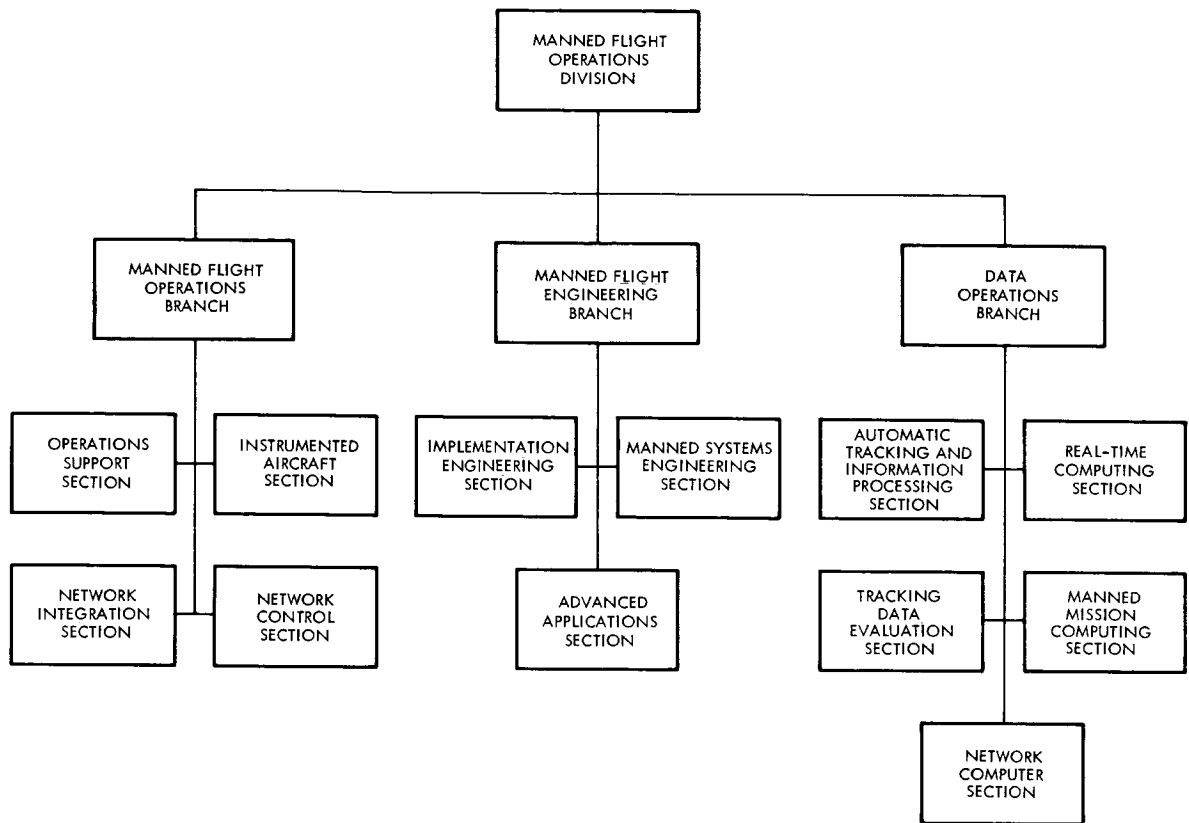 MANNED FLIGHT
OPERATIONS
DIVISION
MANNED FLIGHT
OPERATIONS
BRANCH
MANNED FLIGHT
ENGINEERING
BRANCH
DATA
OPERATIONS
BRANCH
OPERATIONS
SUPPORT
SECTION
INSTRUMENTED
AIRCRAFT
SECTION
IMPLEMENTATION
ENGINEERING
SECTION
MANNED SYSTEMS
ENGINEERING
SECTION
AUTOMATIC
TRACKING AND
INFORMATION
PROCESSING
SECTION
REAL-TIME
COMPUTING
SECTION
NETWORK
INTEGRATION
SECTION
NETWORK
CONTROL
SECTION
ADVANCED
APPLICATIONS
SECTION
TRACKING
DATA
EVALUATION
SECTION
MANNED
MISSION
COMPUTING
SECTION
NETWORK
COMPUTER
SECTION